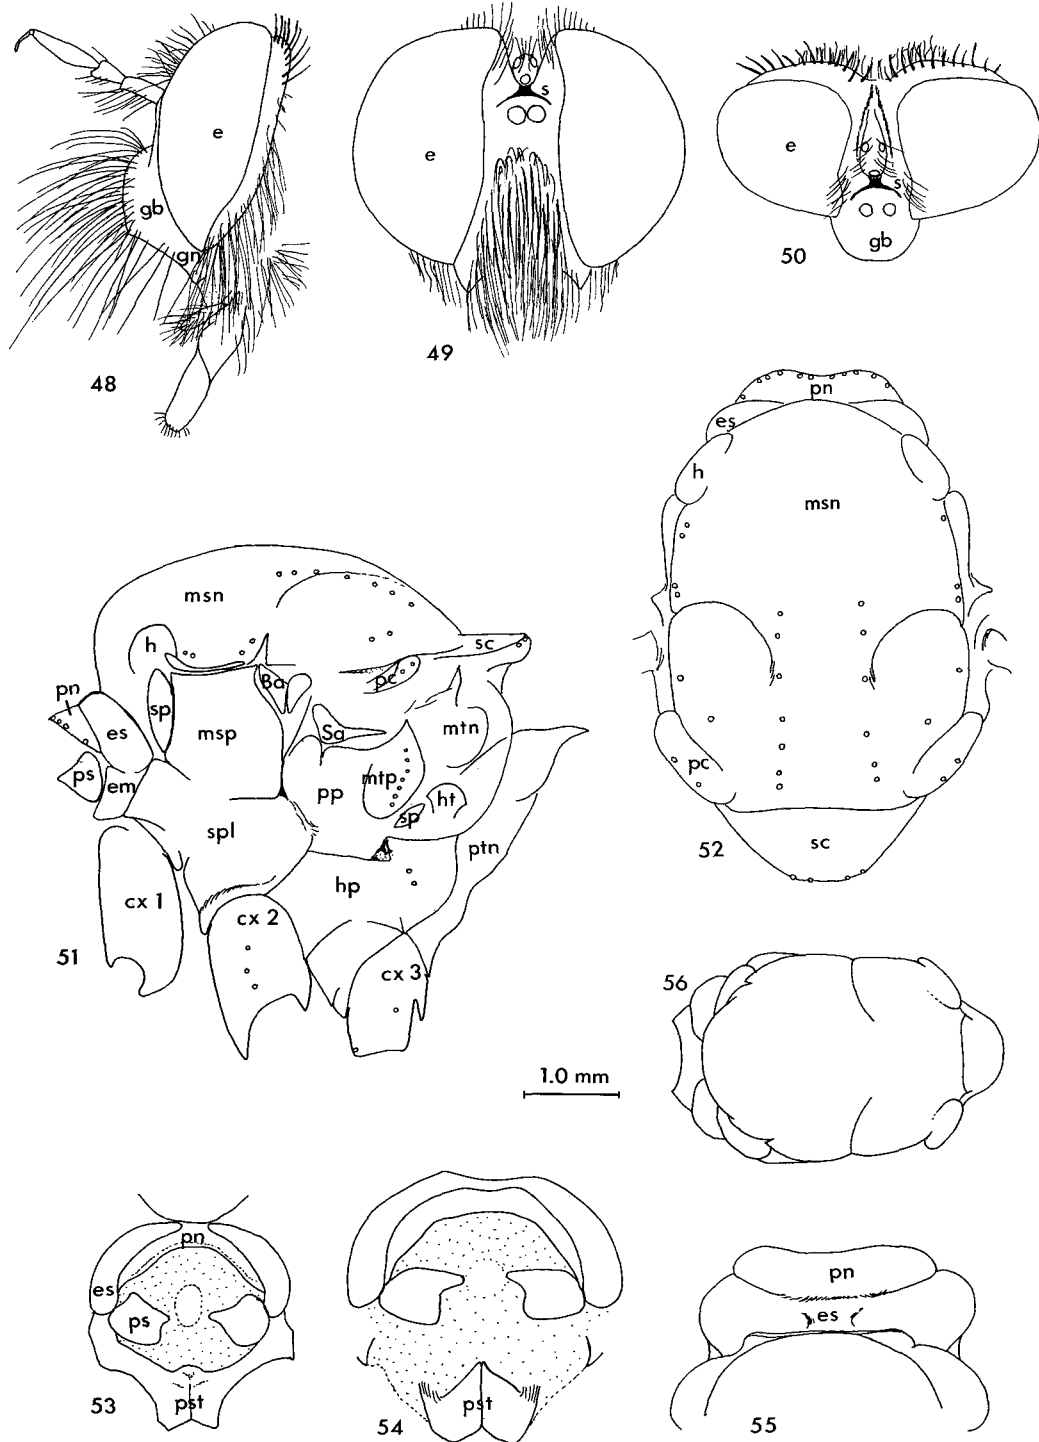 e
gb
gn
48
s
e
49
e
s
gb
50
pn
es
h
msn
pc
sc
52
msn
h
sc
pn
sp
Ba
pc
es
msp
Sq
mtn
ps
em
pp
mtp
ht
sp
spl
ptn
hp
cx 1
cx 2
cx 3
51
56
1.0 mm
pn
es
ps
pst
53
pst
54
pn
es
55